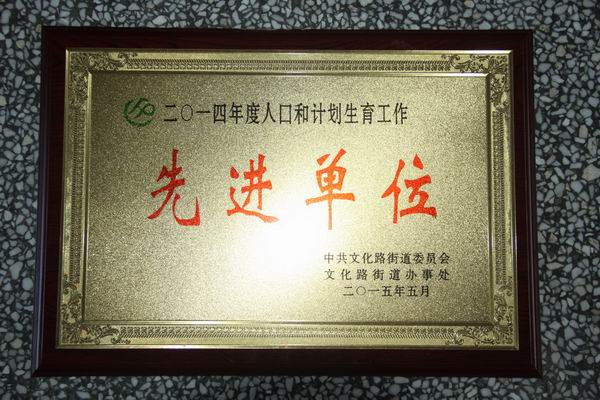 二〇一四年度人口和计划生育工作
先进单位
中共文化路街道委员会
文化路街道办事处
二〇一五年五月